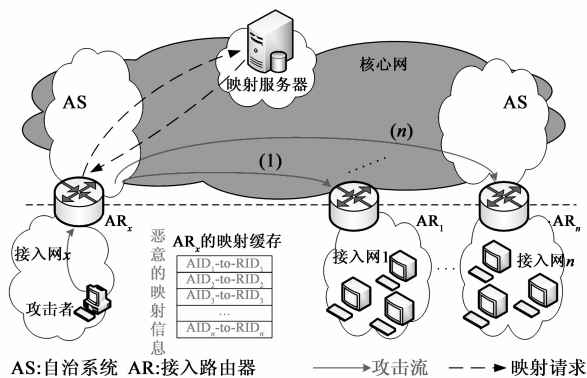 映射服务器
核心网
AS
AS
(n)
(1)
......
ARₓ
AR₁
ARₙ
接入网x
攻击者
恶意的映射信息
ARₓ的映射缓存
AID₁-to-RID₁
AID₂-to-RID₂
AID₃-to-RID₃
...
AIDₙ-to-RIDₙ
接入网1
......
接入网n
AS:自治系统 AR:接入路由器 攻击流 映射请求